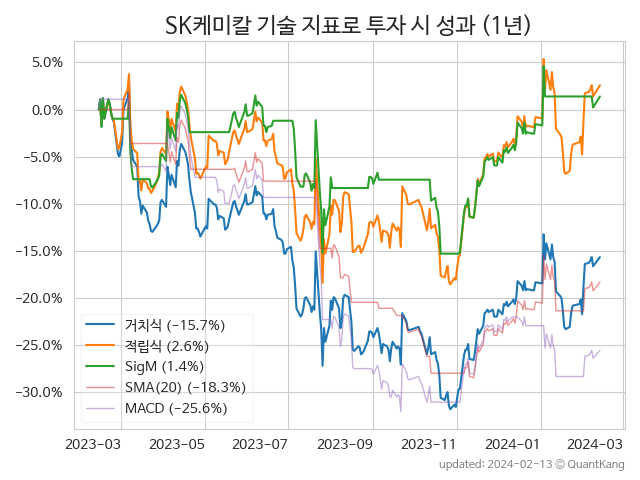 SK케미칼 기술 지표로 투자 시 성과 (1년)
5.0%
0.0%
−5.0%
−10.0%
−15.0%
−20.0%
−25.0%
−30.0%
거치식 (−15.7%)
적립식 (2.6%)
SigM (1.4%)
SMA(20) (−18.3%)
MACD (−25.6%)
2023-03 2023-05 2023-07 2023-09 2023-11 2024-01 2024-03
updated: 2024-02-13 © QuantKang